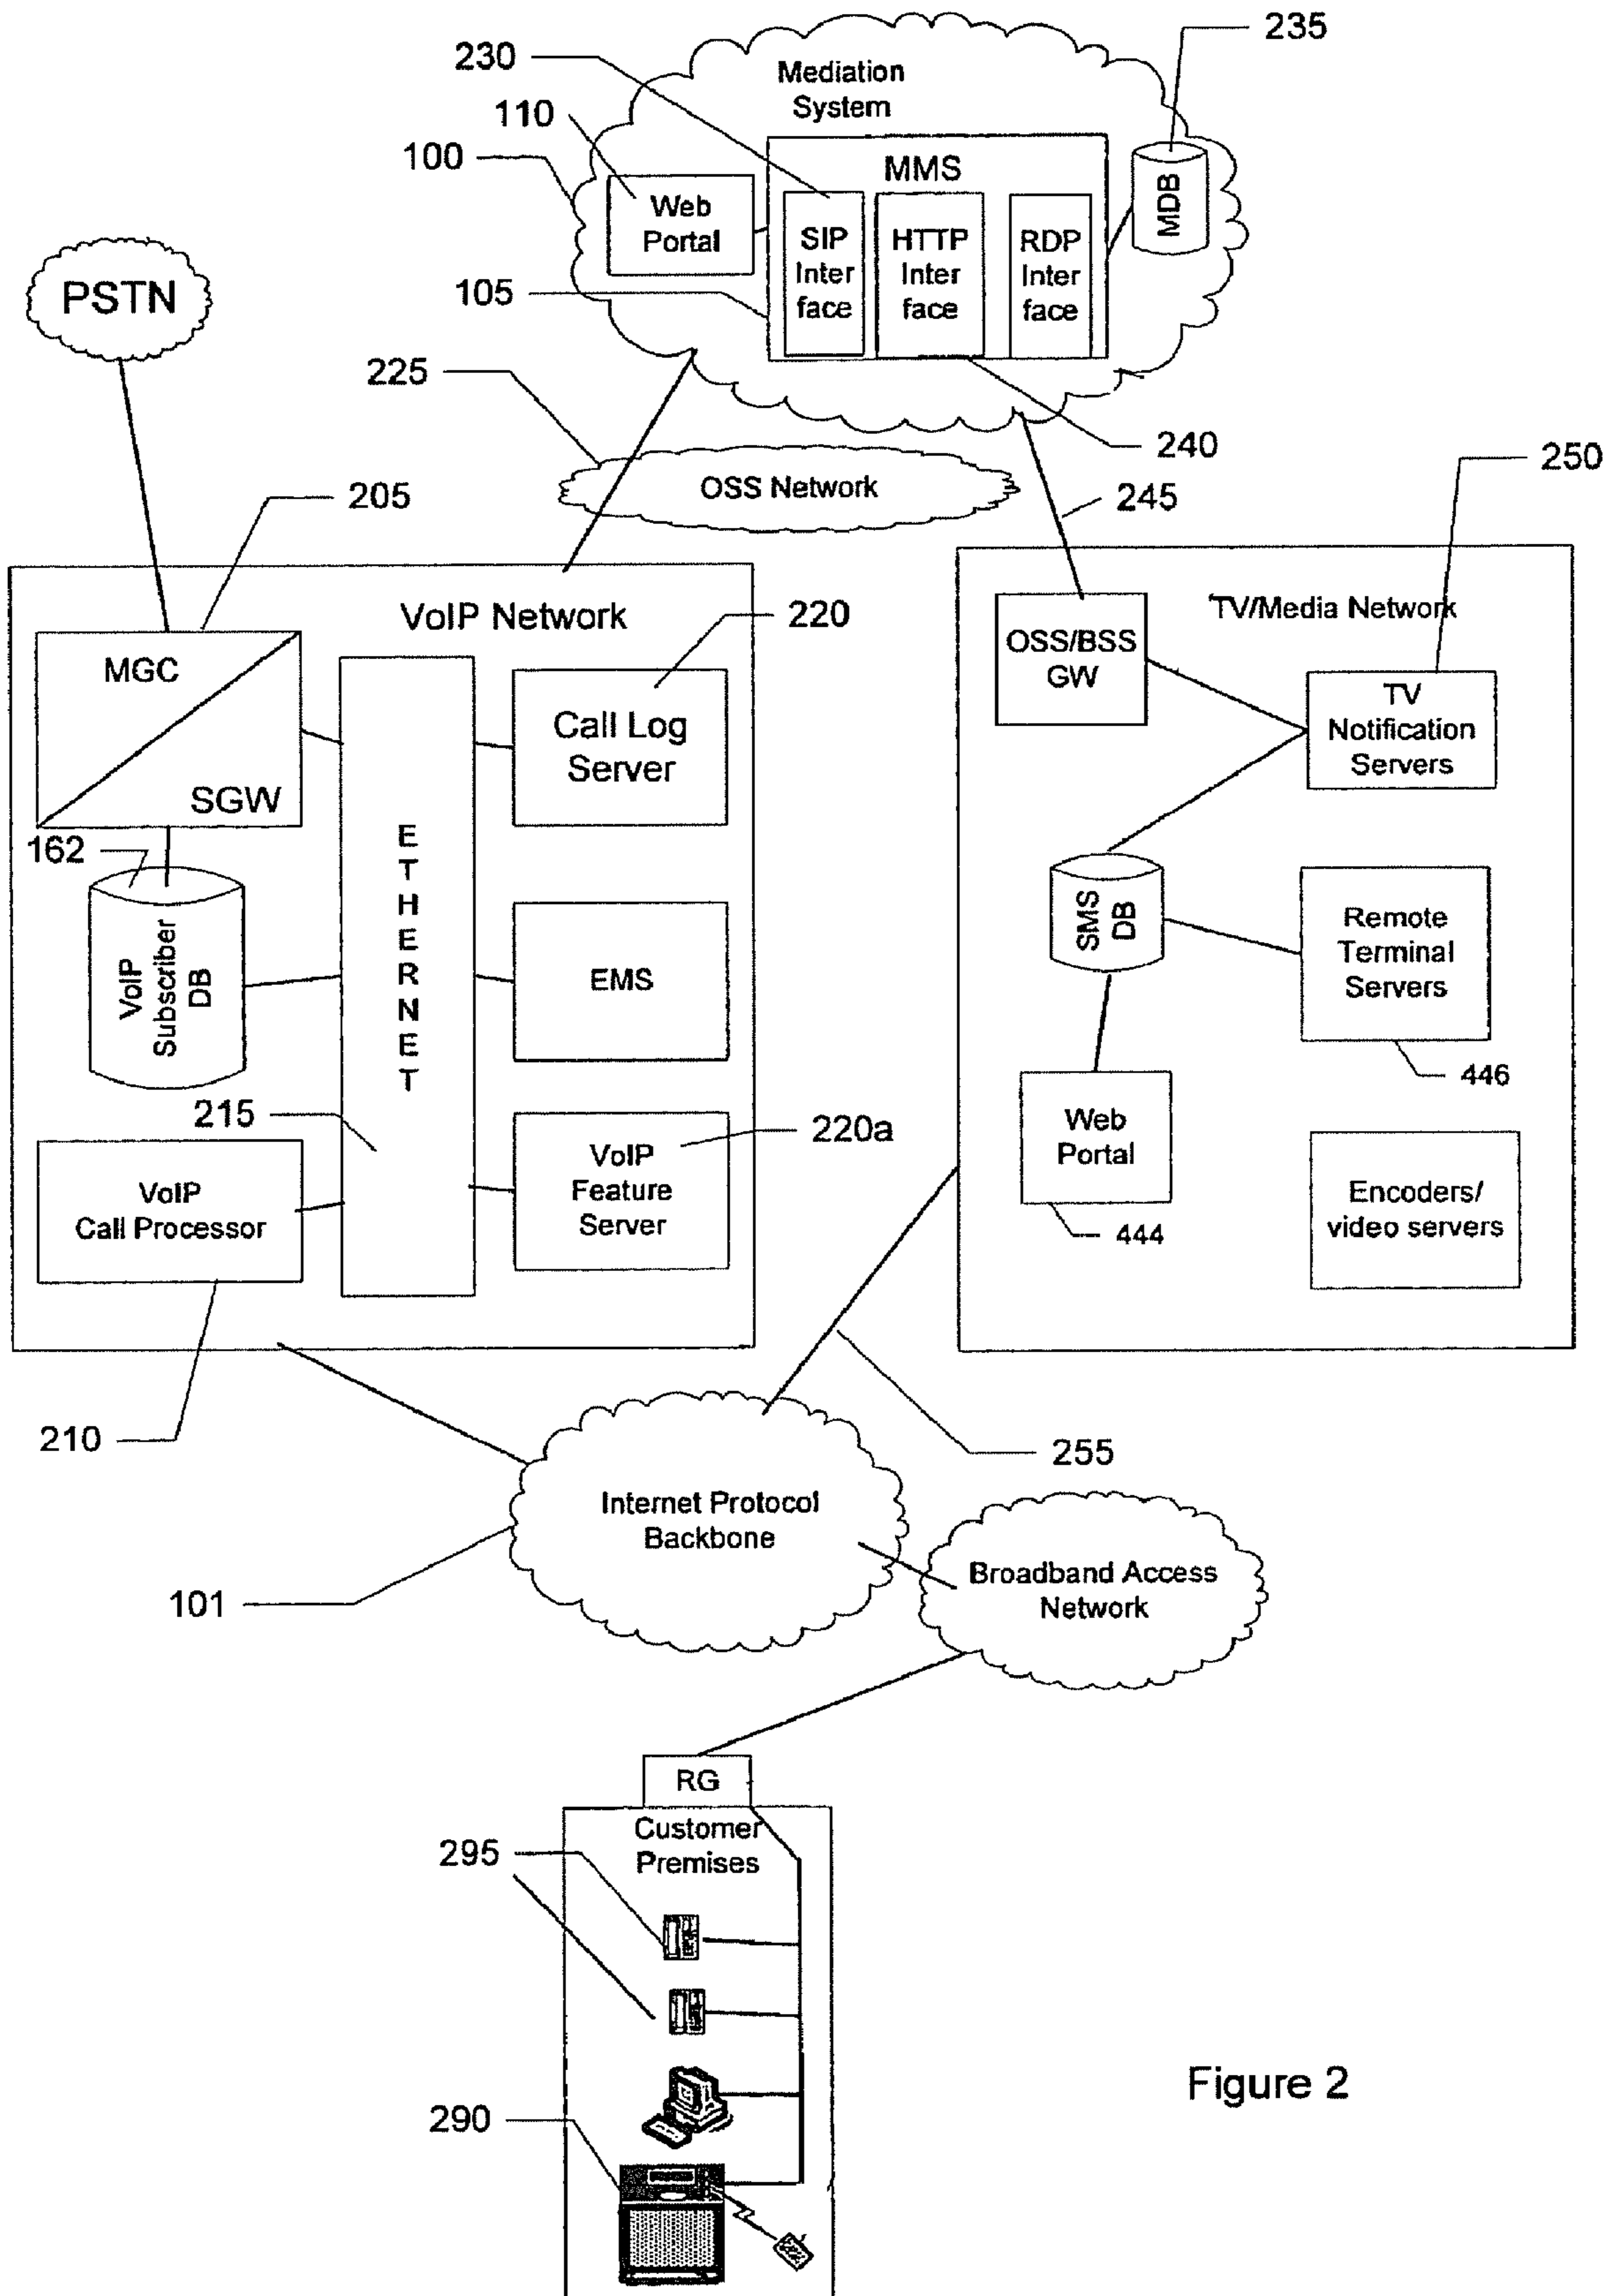 235
230
Mediation
System
110
100
MMS
Web
Portal
SIP
Inter
face
HTTP
Inter
face
RDP
Inter
face
MDB
PSTN
105
225
240
250
OSS Network
245
205
VoIP Network
220
TV/Media Network
MGC
SGW
OSS/BSS
GW
Call Log
Server
TV
Notification
Servers
162
ETHERNET
VoIP
Subscriber
DB
SMS
DB
Remote
Terminal
Servers
EMS
446
215
220a
Web
Portal
VoIP
Feature
Server
VoIP
Call Processor
Encoders/
video servers
444
210
255
Internet Protocol
Backbone
Broadband Access
Network
101
RG
Customer
Premises
295
290
Figure 2